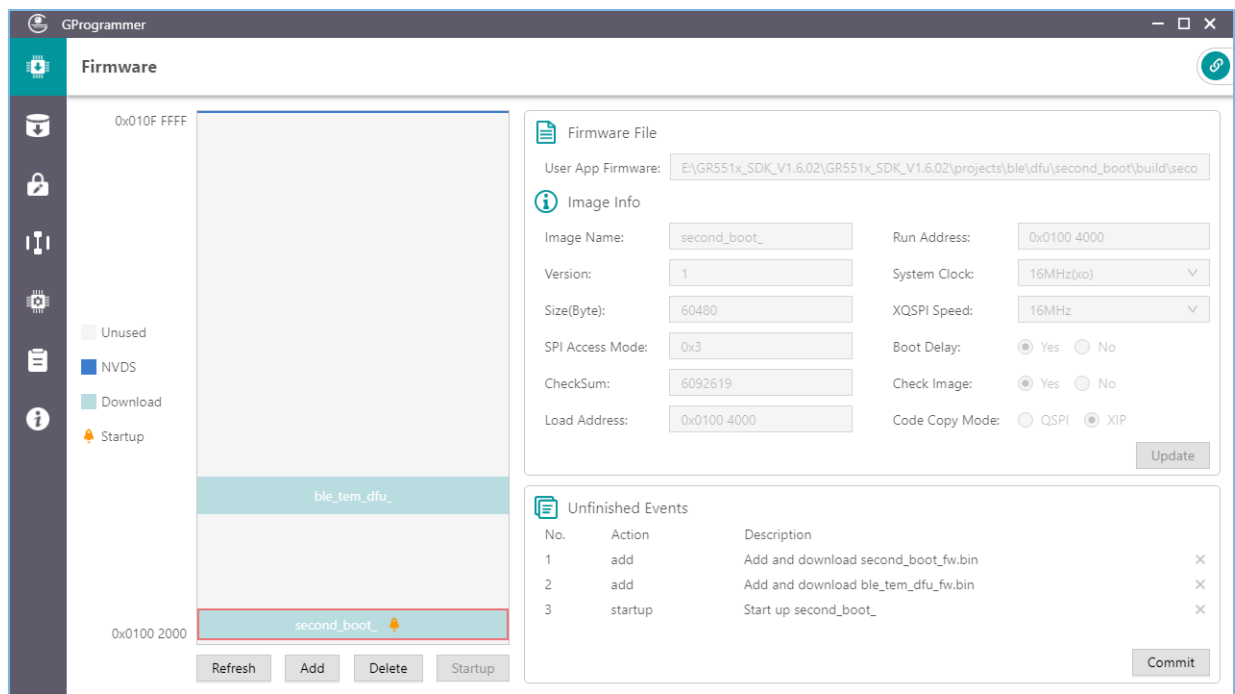 GProgrammer
Firmware
0x010F FFFF
Unused
NVDS
Download
Startup
ble_tem_dfu_
second_boot_
0x0100 2000
Refresh Add Delete Startup
Firmware File
User App Firmware: E:\GR551x_SDK_V1.6.02\GR551x_SDK_V1.6.02\projects\ble\dfu\second_boot\build\seco
Image Info
Image Name: second_boot_ Run Address: 0x0100 4000
Version: 1 System Clock: 16MHz(xo)
Size(Byte): 60480 XQSPI Speed: 16MHz
SPI Access Mode: 0x3 Boot Delay: Yes No
CheckSum: 6092619 Check Image: Yes No
Load Address: 0x0100 4000 Code Copy Mode: QSPI XIP
Update
Unfinished Events
No. Action Description
1 add Add and download second_boot_fw.bin
2 add Add and download ble_tem_dfu_fw.bin
3 startup Start up second_boot_
Commit